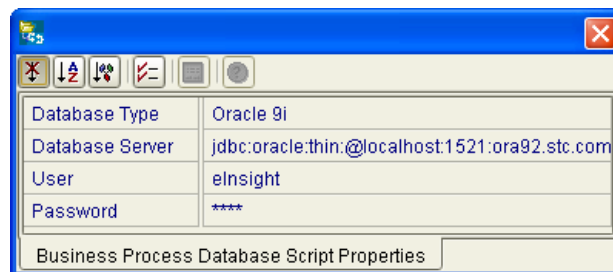 Database Type Oracle 9i
Database Server jdbc:oracle:thin:@localhost:1521:ora92.stc.com
User eInsight
Password ****
Business Process Database Script Properties